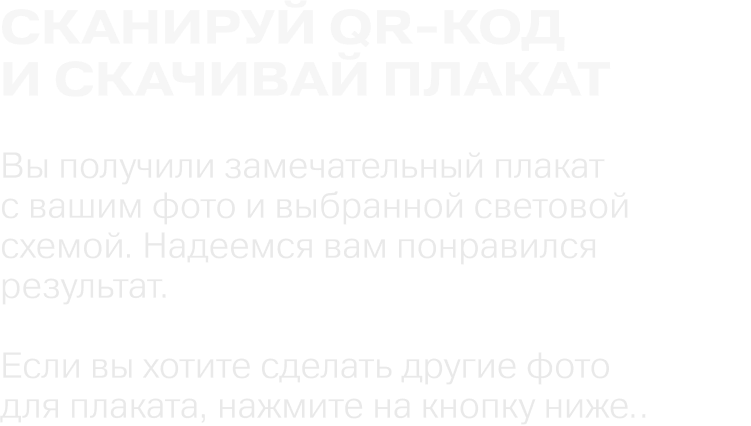 СКАНИРУЙ QR-КОД
И СКАЧИВАЙ ПЛАКАТ
Вы получили замечательный плакат
с вашим фото и выбранной световой
схемой. Надеемся вам понравился
результат.
Если вы хотите сделать другие фото
для плаката, нажмите на кнопку ниже..